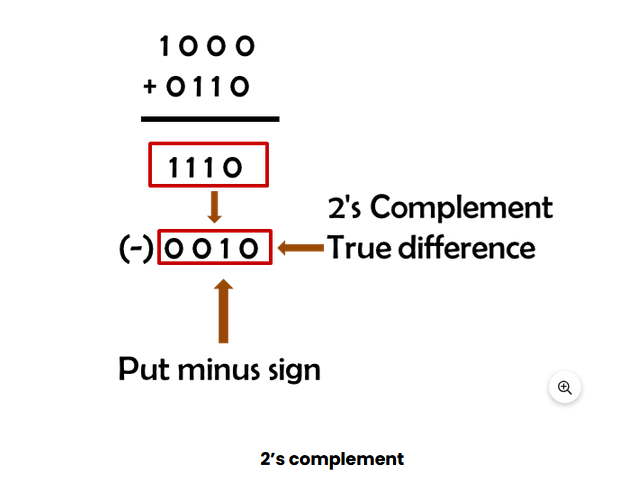 1 0 0 0
+ 0 1 1 0
1 1 1 0
2's Complement
(-) 0 0 1 0
True difference
Put minus sign
2's complement